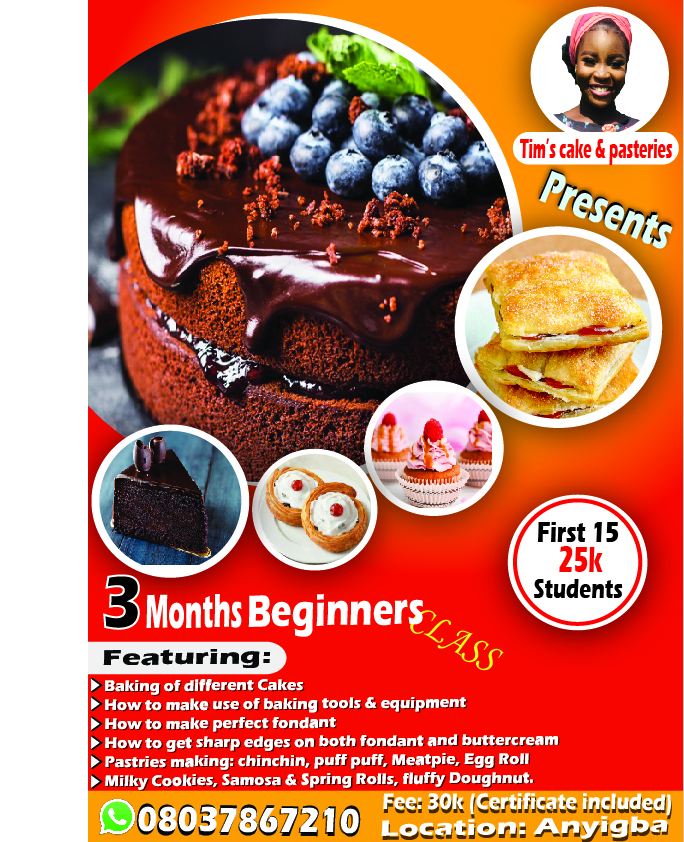 Tim's cake & pasteries
Presents
First 15
25k
Students
3 Months Beginners CLASS
Featuring:
Baking of different Cakes
How to make use of baking tools & equipment
How to make perfect fondant
How to get sharp edges on both fondant and buttercream
Pastries making: chinchin, puff puff, Meatpie, Egg Roll
Milky Cookies, Samosa & Spring Rolls, fluffy Doughnut.
08037867210
Fee: 30k (Certificate included)
Location: Anyigba